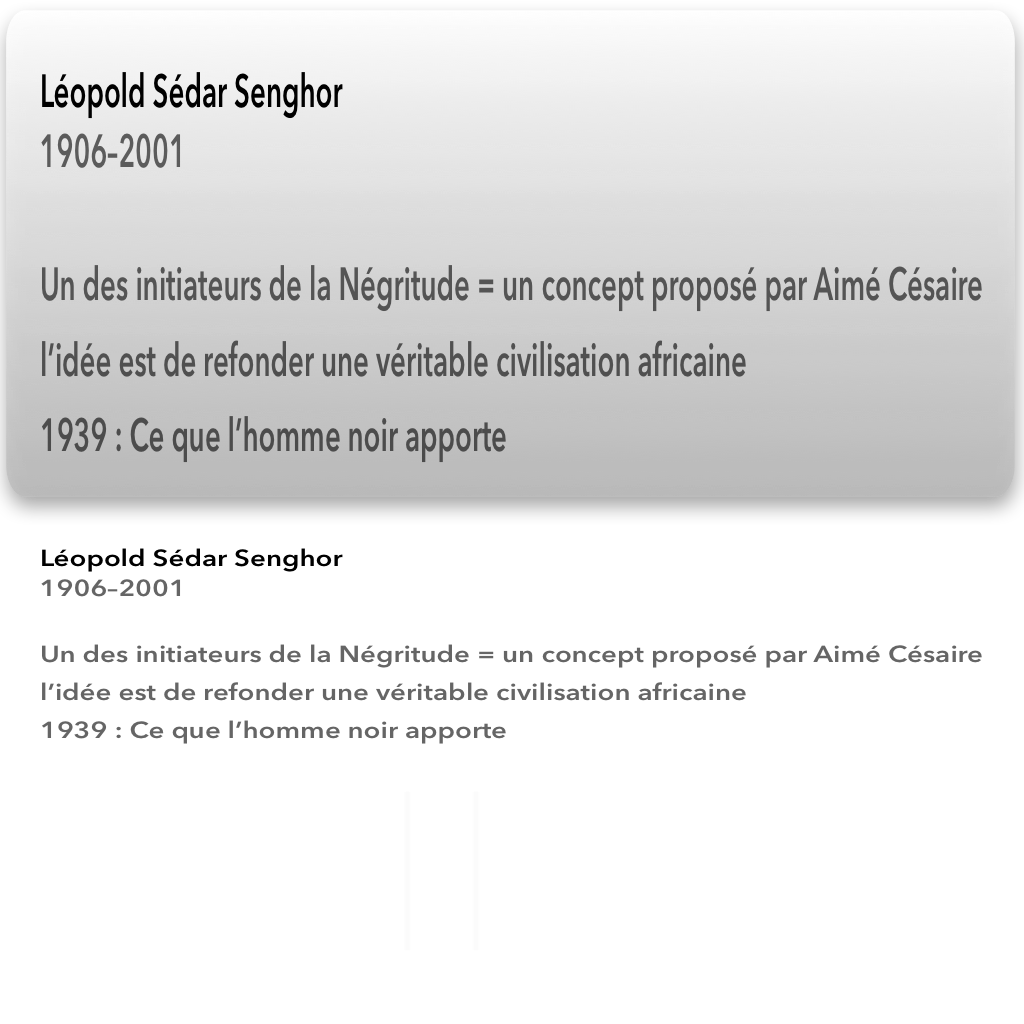 Léopold Sédar Senghor
1906–2001
Un des initiateurs de la Négritude = un concept proposé par Aimé Césaire
l’idée est de refonder une véritable civilisation africaine
1939 : Ce que l’homme noir apporte
Léopold Sédar Senghor
1906–2001
Un des initiateurs de la Négritude = un concept proposé par Aimé Césaire
l’idée est de refonder une véritable civilisation africaine
1939 : Ce que l’homme noir apporte